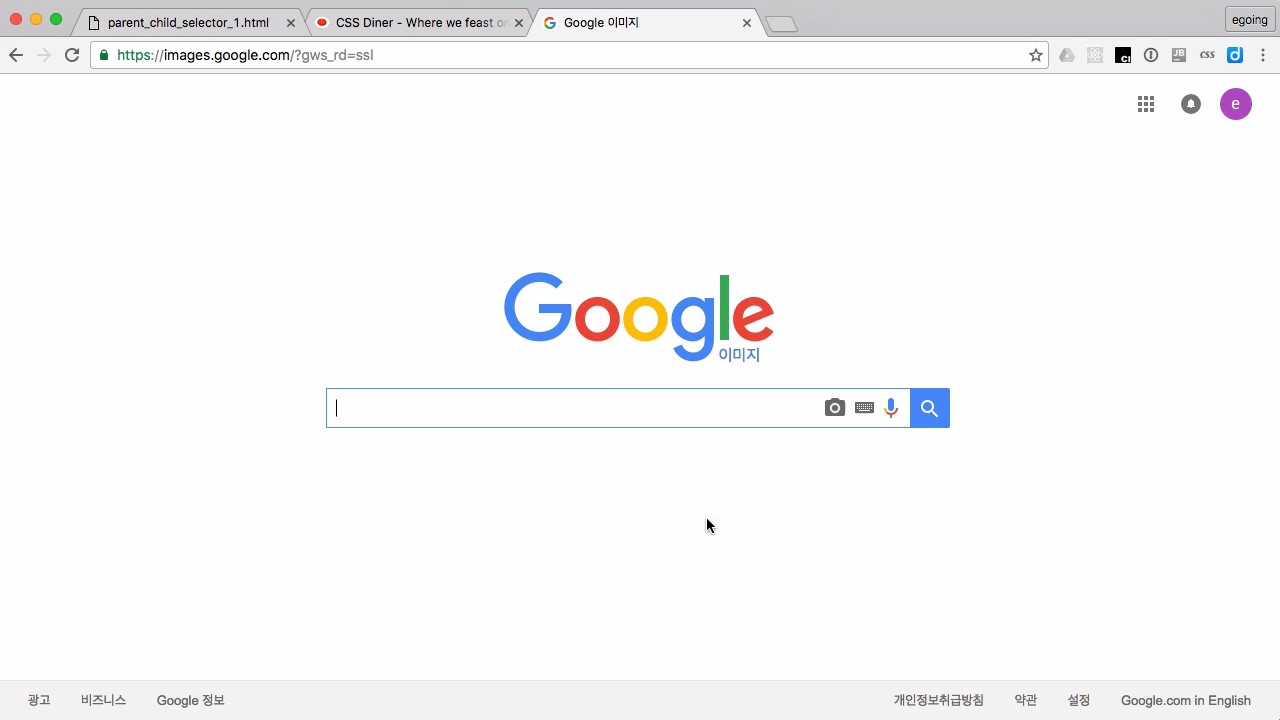 parent_child_selector_1.html
CSS Diner - Where we feast on
Google 이미지
egoing
https://images.google.com/?gws_rd=ssl
css
e
Google
이미지
광고 비즈니스 Google 정보
개인정보취급방침 약관 설정 Google.com in English